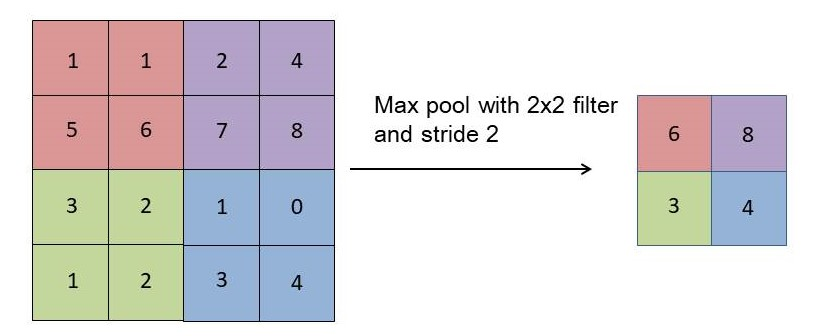 1 1 2 4
5 6 7 8
3 2 1 0
1 2 3 4
Max pool with 2x2 filter
and stride 2
6 8
3 4